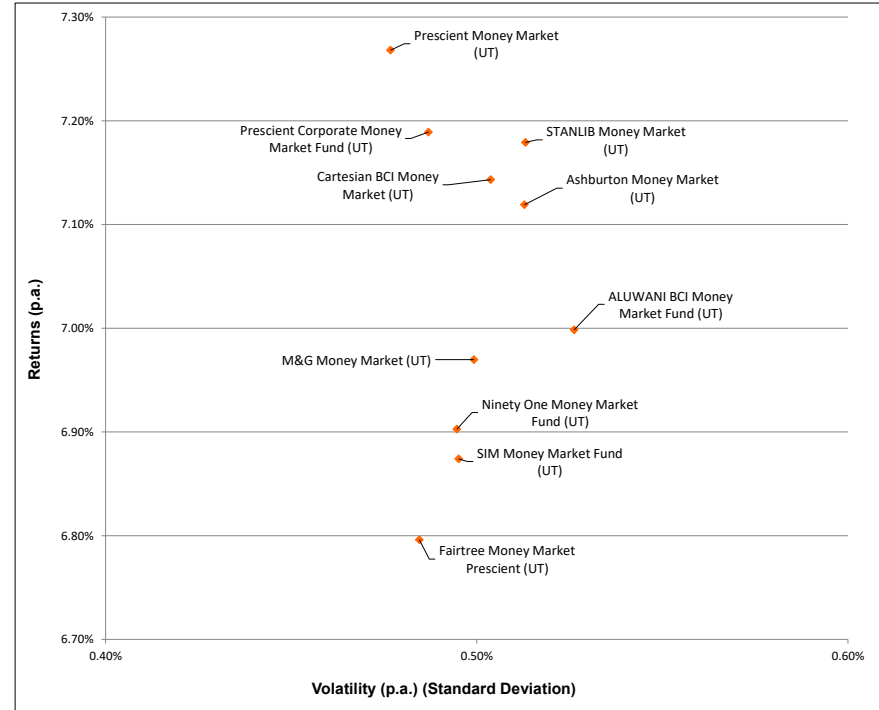 7.30%
Prescient Money Market
(UT)
7.20%
Prescient Corporate Money
Market Fund (UT)
STANLIB Money Market
(UT)
Cartesian BCI Money
Market (UT)
Ashburton Money Market
(UT)
7.10%
ALUWANI BCI Money
Market Fund (UT)
7.00%
Returns (p.a.)
M&G Money Market (UT)
6.90%
Ninety One Money Market
Fund (UT)
SIM Money Market Fund
(UT)
6.80%
Fairtree Money Market
Prescient (UT)
6.70%
0.40%
0.50%
0.60%
Volatility (p.a.) (Standard Deviation)